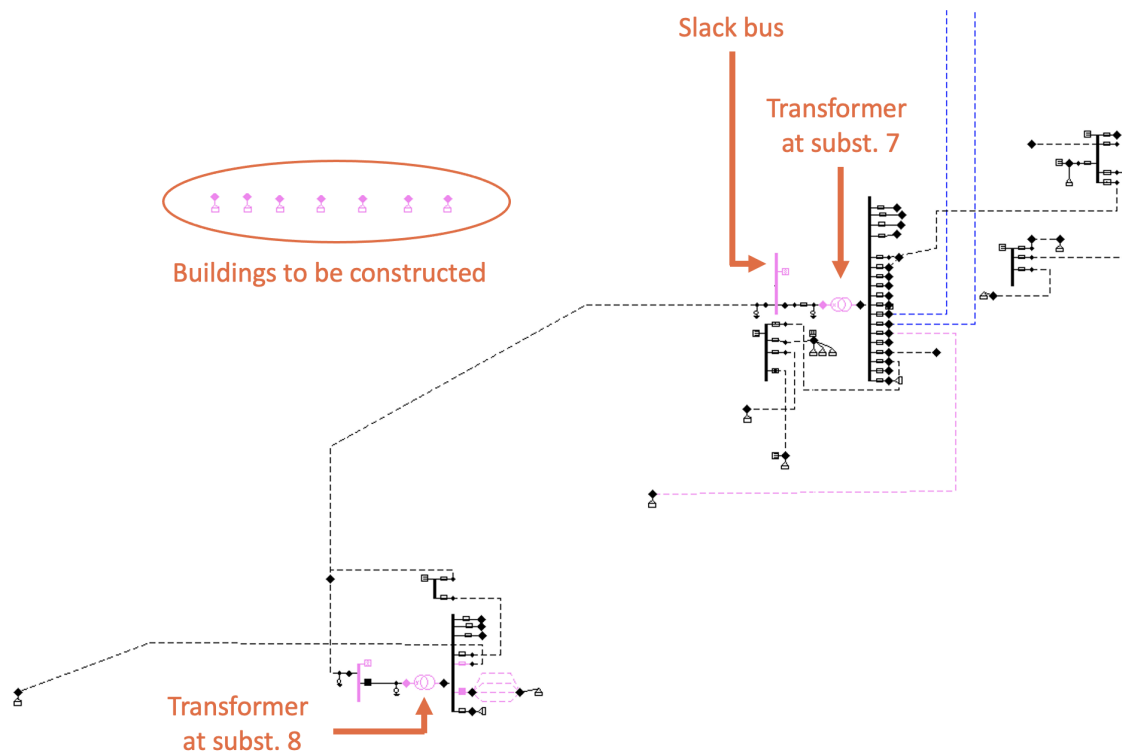 Slack bus
Transformer
at subst. 7
Buildings to be constructed
Transformer
at subst. 8